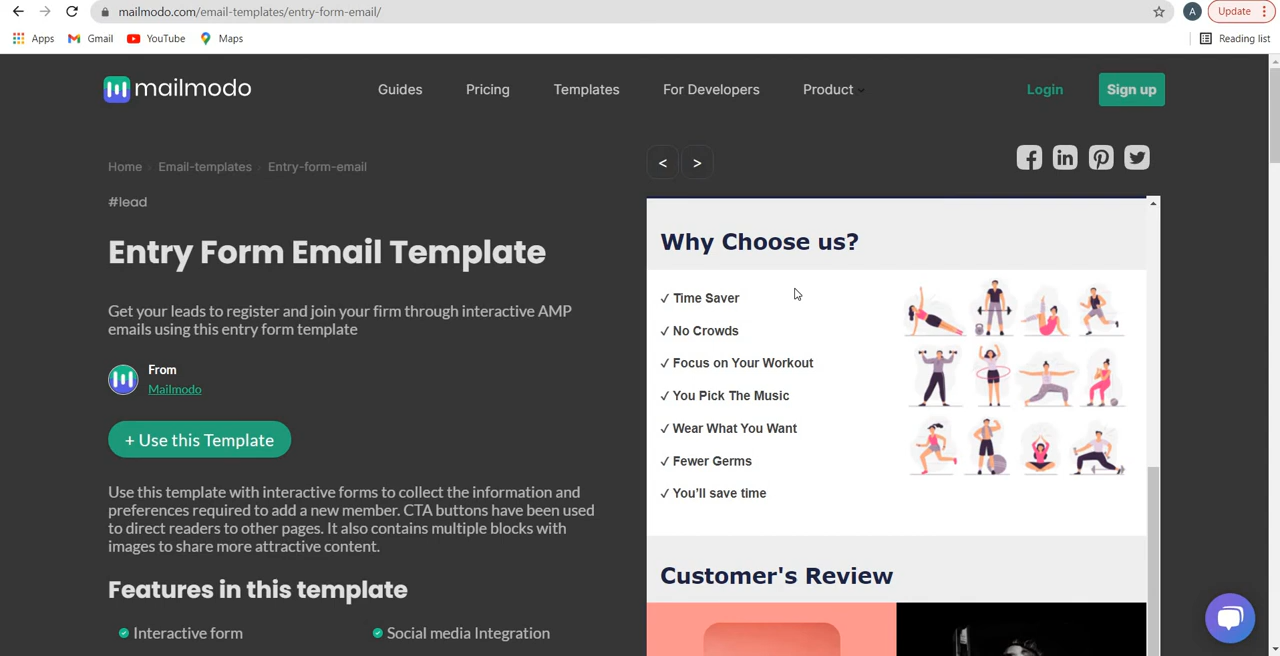 mailmodo.com/email-templates/entry-form-email/
A
Update
Apps
Gmail
YouTube
Maps
Reading list
mailmodo
Guides
Pricing
Templates
For Developers
Product
Login
Sign up
Home
Email-templates
Entry-form-email
< >
#lead
Entry Form Email Template
Get your leads to register and join your firm through interactive AMP
emails using this entry form template
From
Mailmodo
+ Use this Template
Use this template with interactive forms to collect the information and
preferences required to add a new member. CTA buttons have been used
to direct readers to other pages. It also contains multiple blocks with
images to share more attractive content.
Features in this template
Interactive form
Social media Integration
Why Choose us?
✓ Time Saver
✓ No Crowds
✓ Focus on Your Workout
✓ You Pick The Music
✓ Wear What You Want
✓ Fewer Germs
✓ You’ll save time
Customer's Review